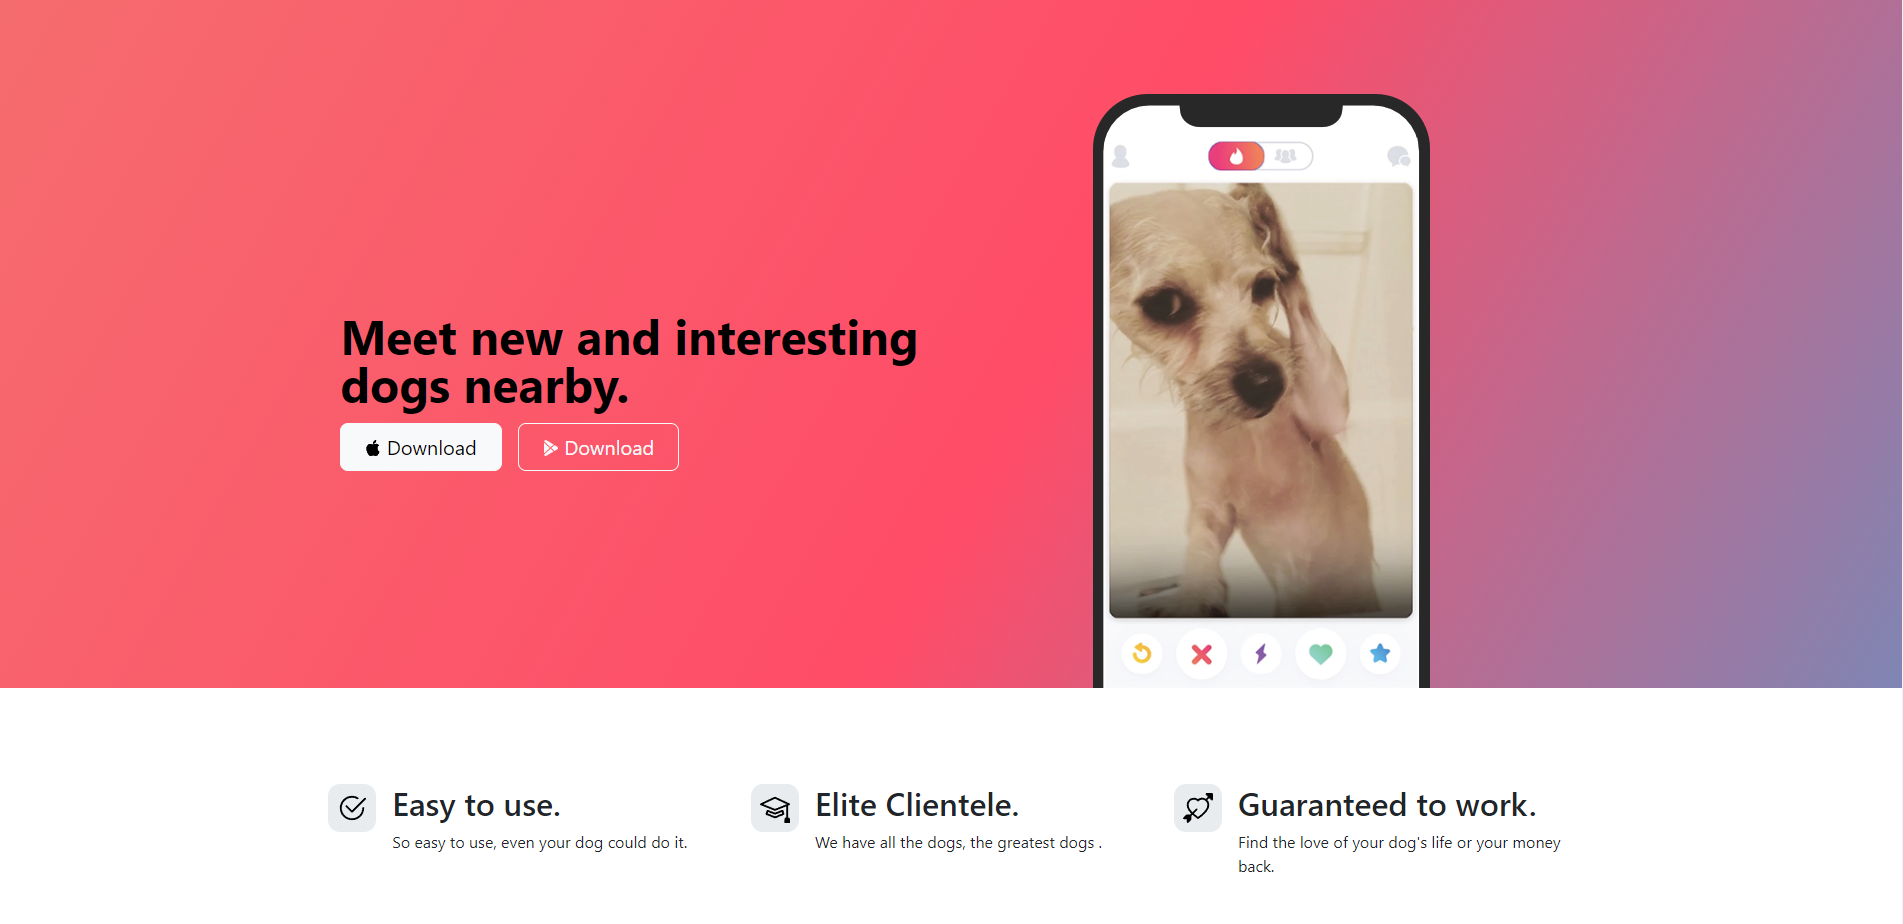 Meet new and interesting
dogs nearby.
Download
Download
Easy to use.
So easy to use, even your dog could do it.
Elite Clientele.
We have all the dogs, the greatest dogs .
Guaranteed to work.
Find the love of your dog's life or your money
back.